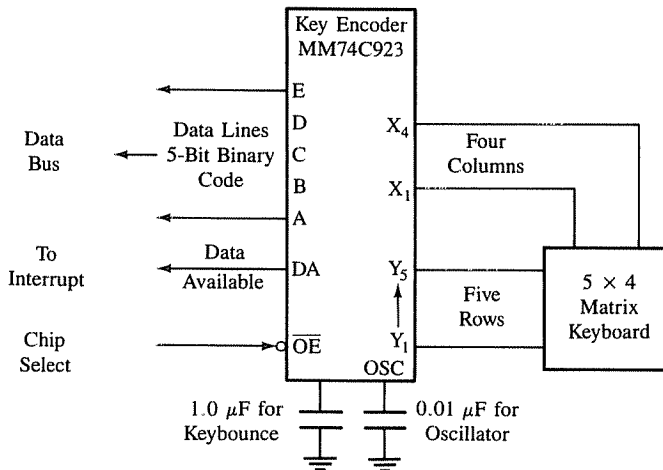 Key Encoder
MM74C923
E
D
C
B
A
DA
OE
X4
X1
Y5
Y1
OSC
Data
Bus
Data Lines
5-Bit Binary
Code
To
Interrupt
Data
Available
Chip
Select
Four
Columns
Five
Rows
5 × 4
Matrix
Keyboard
1.0 μF for
Keybounce
0.01 μF for
Oscillator